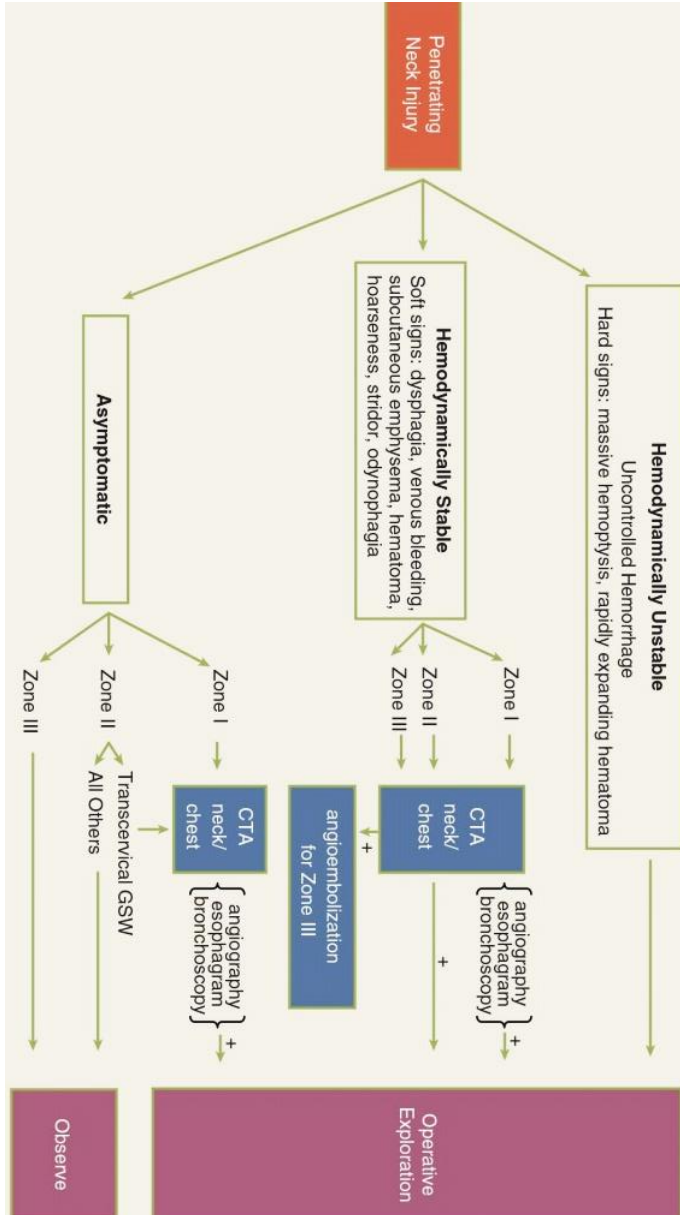 Penetrating
Neck Injury
Hemodynamically Unstable
Uncontrolled Hemorrhage
Hard signs: massive hemoptysis, rapidly expanding hematoma
Hemodynamically Stable
Soft signs: dysphagia, venous bleeding,
subcutaneous emphysema, hematoma,
hoarseness, stridor, odynophagia
Asymptomatic
Zone I
Zone II
Zone III
CTA
neck/
chest
angiography
esophagram
bronchoscopy
+
+
+
angioembolization
for Zone III
Zone I
Zone II
Zone III
Transcervical GSW
All Others
CTA
neck/
chest
angiography
esophagram
bronchoscopy
+
Operative
Exploration
Observe